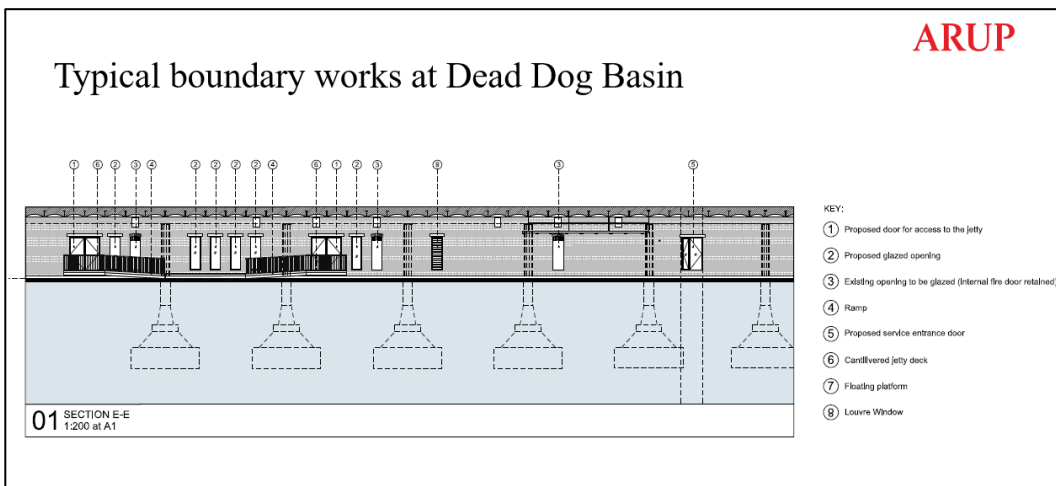 ARUP
Typical boundary works at Dead Dog Basin
1 6 2 3 4 2 2 2 2 4 6 1 2 3 8 3 5
KEY:
1 Proposed door for access to the jetty
2 Proposed glazed opening
3 Existing opening to be glazed (Internal fire door retained)
4 Ramp
5 Proposed service entrance door
6 Cantilivered jetty deck
7 Floating platform
8 Louvre Window
01 SECTION E-E
1:200 at A1